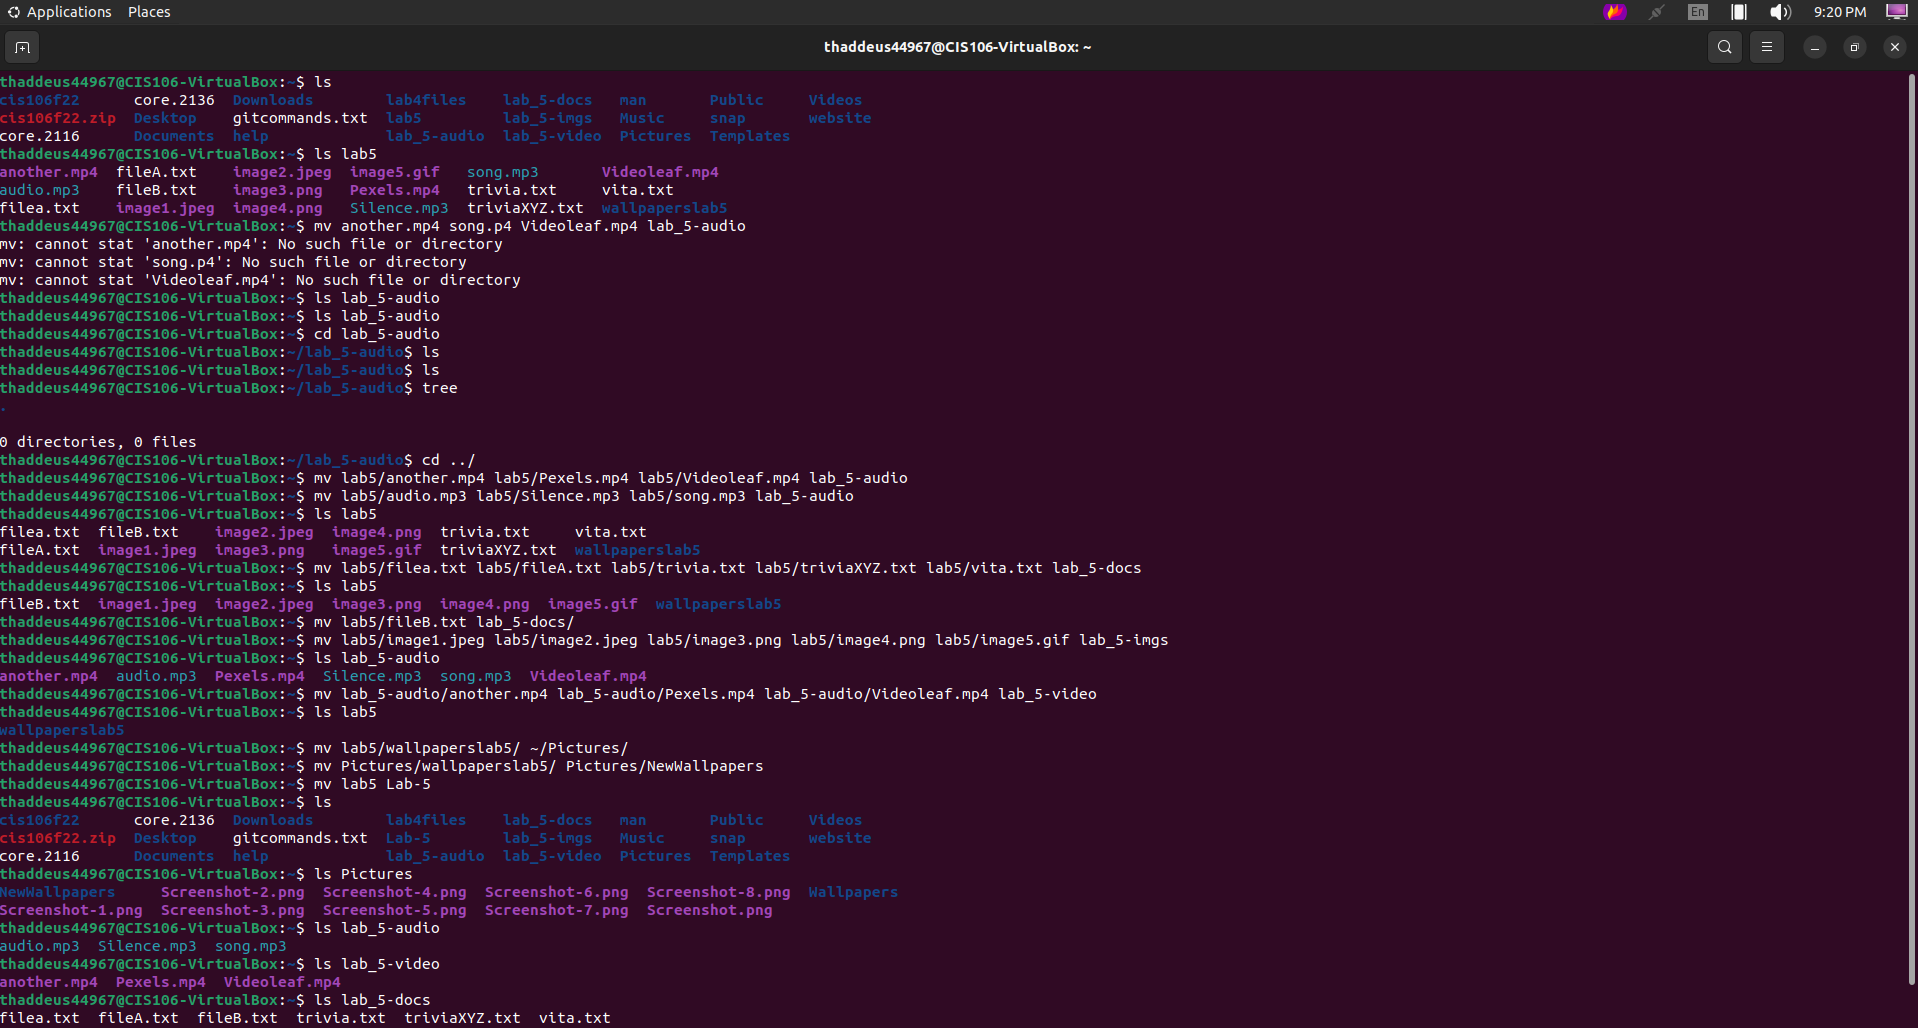 Applications Places En 9:20 PM
thaddeus44967@CIS106-VirtualBox: ~
thaddeus44967@CIS106-VirtualBox:~$ ls
cis106f22 core.2136 Downloads lab4files lab_5-docs man Public Videos
cis106f22.zip Desktop gitcommands.txt lab5 lab_5-imgs Music snap website
core.2116 Documents help lab_5-audio lab_5-video Pictures Templates
thaddeus44967@CIS106-VirtualBox:~$ ls lab5
another.mp4 fileA.txt image2.jpeg image5.gif song.mp3 Videoleaf.mp4
audio.mp3 fileB.txt image3.png Pexels.mp4 trivia.txt vita.txt
filea.txt image1.jpeg image4.png Silence.mp3 triviaXYZ.txt wallpaperslab5
thaddeus44967@CIS106-VirtualBox:~$ mv another.mp4 song.p4 Videoleaf.mp4 lab_5-audio
mv: cannot stat 'another.mp4': No such file or directory
mv: cannot stat 'song.p4': No such file or directory
mv: cannot stat 'Videoleaf.mp4': No such file or directory
thaddeus44967@CIS106-VirtualBox:~$ ls lab_5-audio
thaddeus44967@CIS106-VirtualBox:~$ ls lab_5-audio
thaddeus44967@CIS106-VirtualBox:~$ cd lab_5-audio
thaddeus44967@CIS106-VirtualBox:~/lab_5-audio$ ls
thaddeus44967@CIS106-VirtualBox:~/lab_5-audio$ ls
thaddeus44967@CIS106-VirtualBox:~/lab_5-audio$ tree
.
0 directories, 0 files
thaddeus44967@CIS106-VirtualBox:~/lab_5-audio$ cd ../
thaddeus44967@CIS106-VirtualBox:~$ mv lab5/another.mp4 lab5/Pexels.mp4 lab5/Videoleaf.mp4 lab_5-audio
thaddeus44967@CIS106-VirtualBox:~$ mv lab5/audio.mp3 lab5/Silence.mp3 lab5/song.mp3 lab_5-audio
thaddeus44967@CIS106-VirtualBox:~$ ls lab5
filea.txt fileB.txt image2.jpeg image4.png trivia.txt vita.txt
fileA.txt image1.jpeg image3.png image5.gif triviaXYZ.txt wallpaperslab5
thaddeus44967@CIS106-VirtualBox:~$ mv lab5/filea.txt lab5/fileA.txt lab5/trivia.txt lab5/triviaXYZ.txt lab5/vita.txt lab_5-docs
thaddeus44967@CIS106-VirtualBox:~$ ls lab5
fileB.txt image1.jpeg image2.jpeg image3.png image4.png image5.gif wallpaperslab5
thaddeus44967@CIS106-VirtualBox:~$ mv lab5/fileB.txt lab_5-docs/
thaddeus44967@CIS106-VirtualBox:~$ mv lab5/image1.jpeg lab5/image2.jpeg lab5/image3.png lab5/image4.png lab5/image5.gif lab_5-imgs
thaddeus44967@CIS106-VirtualBox:~$ ls lab_5-audio
another.mp4 audio.mp3 Pexels.mp4 Silence.mp3 song.mp3 Videoleaf.mp4
thaddeus44967@CIS106-VirtualBox:~$ mv lab_5-audio/another.mp4 lab_5-audio/Pexels.mp4 lab_5-audio/Videoleaf.mp4 lab_5-video
thaddeus44967@CIS106-VirtualBox:~$ ls lab5
wallpaperslab5
thaddeus44967@CIS106-VirtualBox:~$ mv lab5/wallpaperslab5/ ~/Pictures/
thaddeus44967@CIS106-VirtualBox:~$ mv Pictures/wallpaperslab5/ Pictures/NewWallpapers
thaddeus44967@CIS106-VirtualBox:~$ mv lab5 Lab-5
thaddeus44967@CIS106-VirtualBox:~$ ls
cis106f22 core.2136 Downloads lab4files lab_5-docs man Public Videos
cis106f22.zip Desktop gitcommands.txt Lab-5 lab_5-imgs Music snap website
core.2116 Documents help lab_5-audio lab_5-video Pictures Templates
thaddeus44967@CIS106-VirtualBox:~$ ls Pictures
NewWallpapers Screenshot-2.png Screenshot-4.png Screenshot-6.png Screenshot-8.png Wallpapers
Screenshot-1.png Screenshot-3.png Screenshot-5.png Screenshot-7.png Screenshot.png
thaddeus44967@CIS106-VirtualBox:~$ ls lab_5-audio
audio.mp3 Silence.mp3 song.mp3
thaddeus44967@CIS106-VirtualBox:~$ ls lab_5-video
another.mp4 Pexels.mp4 Videoleaf.mp4
thaddeus44967@CIS106-VirtualBox:~$ ls lab_5-docs
filea.txt fileA.txt fileB.txt trivia.txt triviaXYZ.txt vita.txt